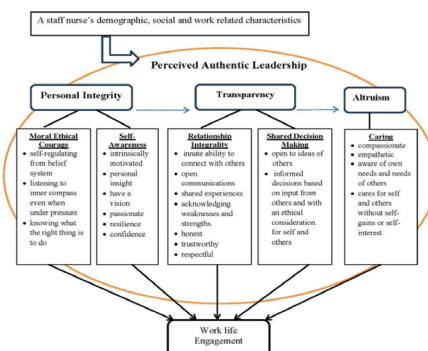 A staff nurse's demographic, social and work related characteristics
Perceived Authentic Leadership
Personal Integrity
Transparency
Altruism
Moral Ethical
Courage
• self-regulating
from belief
system
• listening to
inner compass
even when
under pressure
• knowing what
the right thing is
to do
Self-
Awareness
• intrinsically
motivated
• personal
insight
• have a
vision
• passionate
• resilience
• confidence
Relationship
Integrality
• innate ability to
connect with others
• open
communications
• shared experiences
• acknowledging
weaknesses and
strengths.
• honest
• trustworthy
• respectful
Shared Decision
Making
• open to ideas of
others
• informed
decisions based
on input from
others and with
an ethical
consideration
for self and
others
Caring
• compassionate
• empathetic
• aware of own
needs and needs
of others
• cares for self
and others
without self-
gains or self-
interest
Work life
Engagement